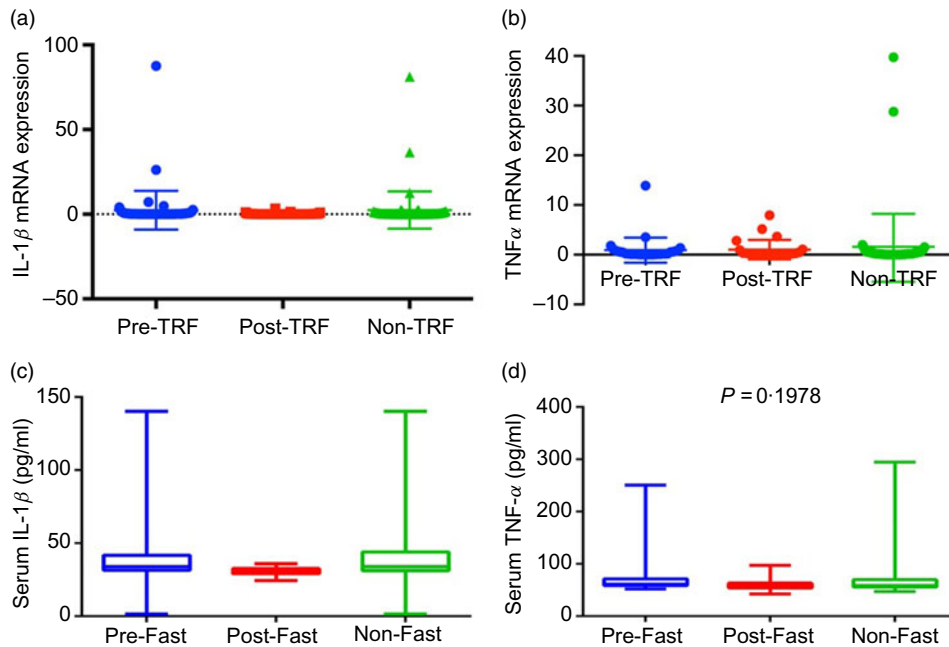 (a)
IL-1β mRNA expression
100
50
0
–50
Pre-TRF
Post-TRF
Non-TRF
(b)
TNFα mRNA expression
40
30
20
10
0
–10
Pre-TRF
Post-TRF
Non-TRF
(c)
Serum IL-1β (pg/ml)
150
100
50
0
Pre-Fast
Post-Fast
Non-Fast
(d)
P = 0·1978
Serum TNF-α (pg/ml)
400
300
200
100
0
Pre-Fast
Post-Fast
Non-Fast